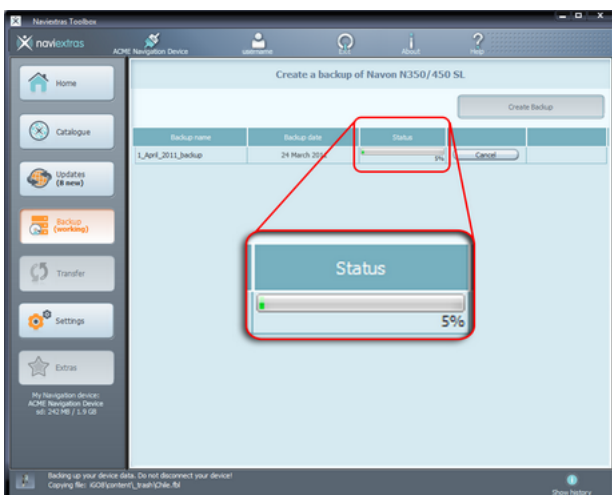 Naviextras Toolbox
naviextras
ACME Navigation Device
username
Exit
About
Help
Home
Catalogue
Updates
(8 new)
Backup
(working)
Transfer
Settings
Extras
My Navigation device:
ACME Navigation Device
sd: 242 MB / 1.9 GB
Create a backup of Navon N350/450 SL
Create Backup
Backup name Backup date Status
1_April_2011_backup 24 March 2011 5% Cancel
Status
5%
Backing up your device data. Do not disconnect your device!
Copying file: iGO8\content\_trash\Chile.fbl
Show history